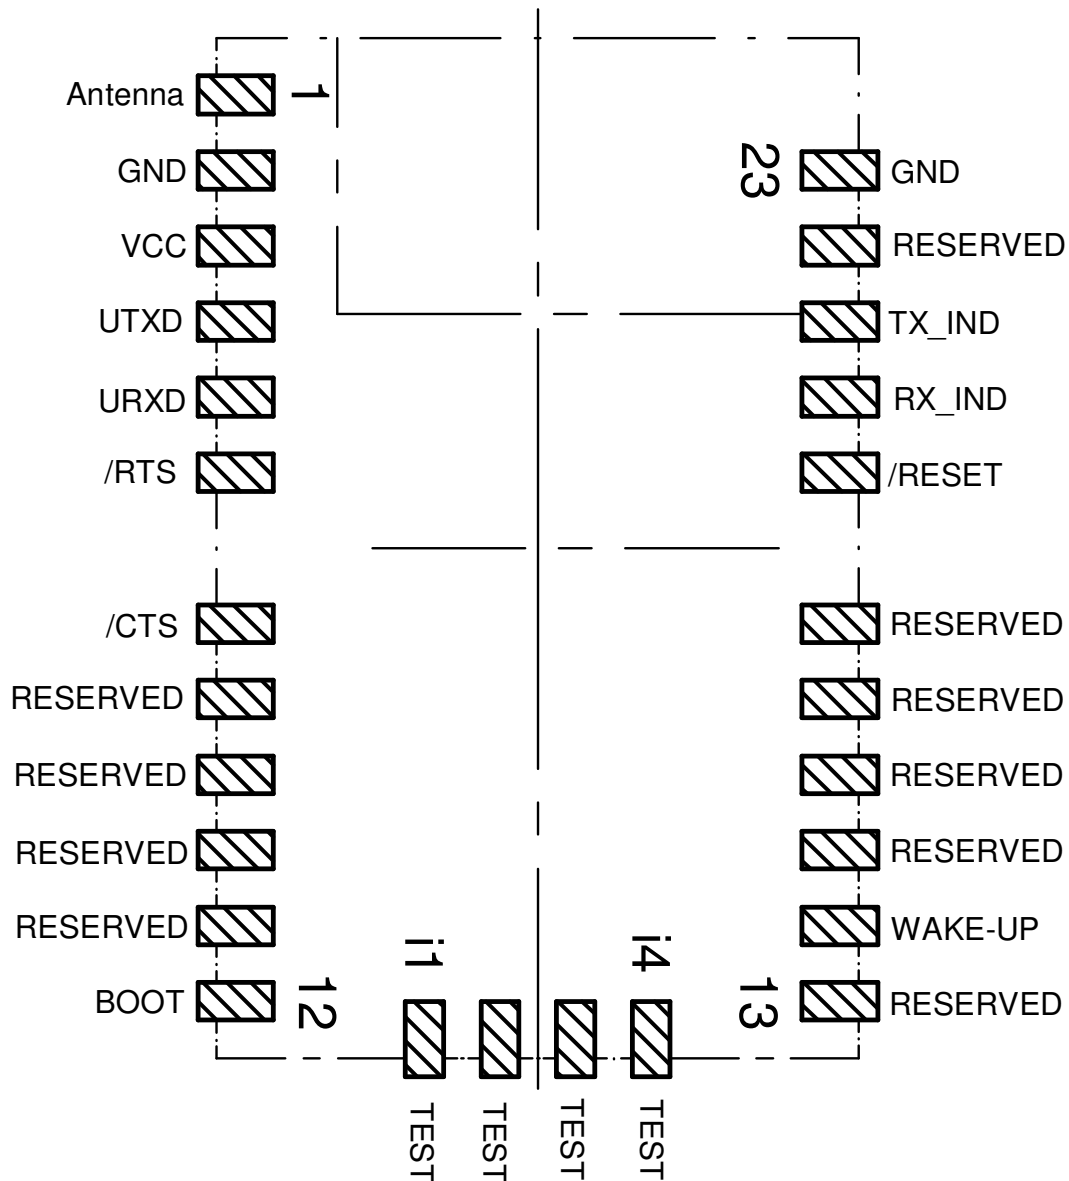 Antenna
1
GND
23
GND
VCC
RESERVED
UTXD
TX_IND
URXD
RX_IND
/RTS
/RESET
/CTS
RESERVED
RESERVED
RESERVED
RESERVED
RESERVED
RESERVED
RESERVED
RESERVED
WAKE-UP
i1
i4
BOOT
12
13
RESERVED
TEST
TEST
TEST
TEST